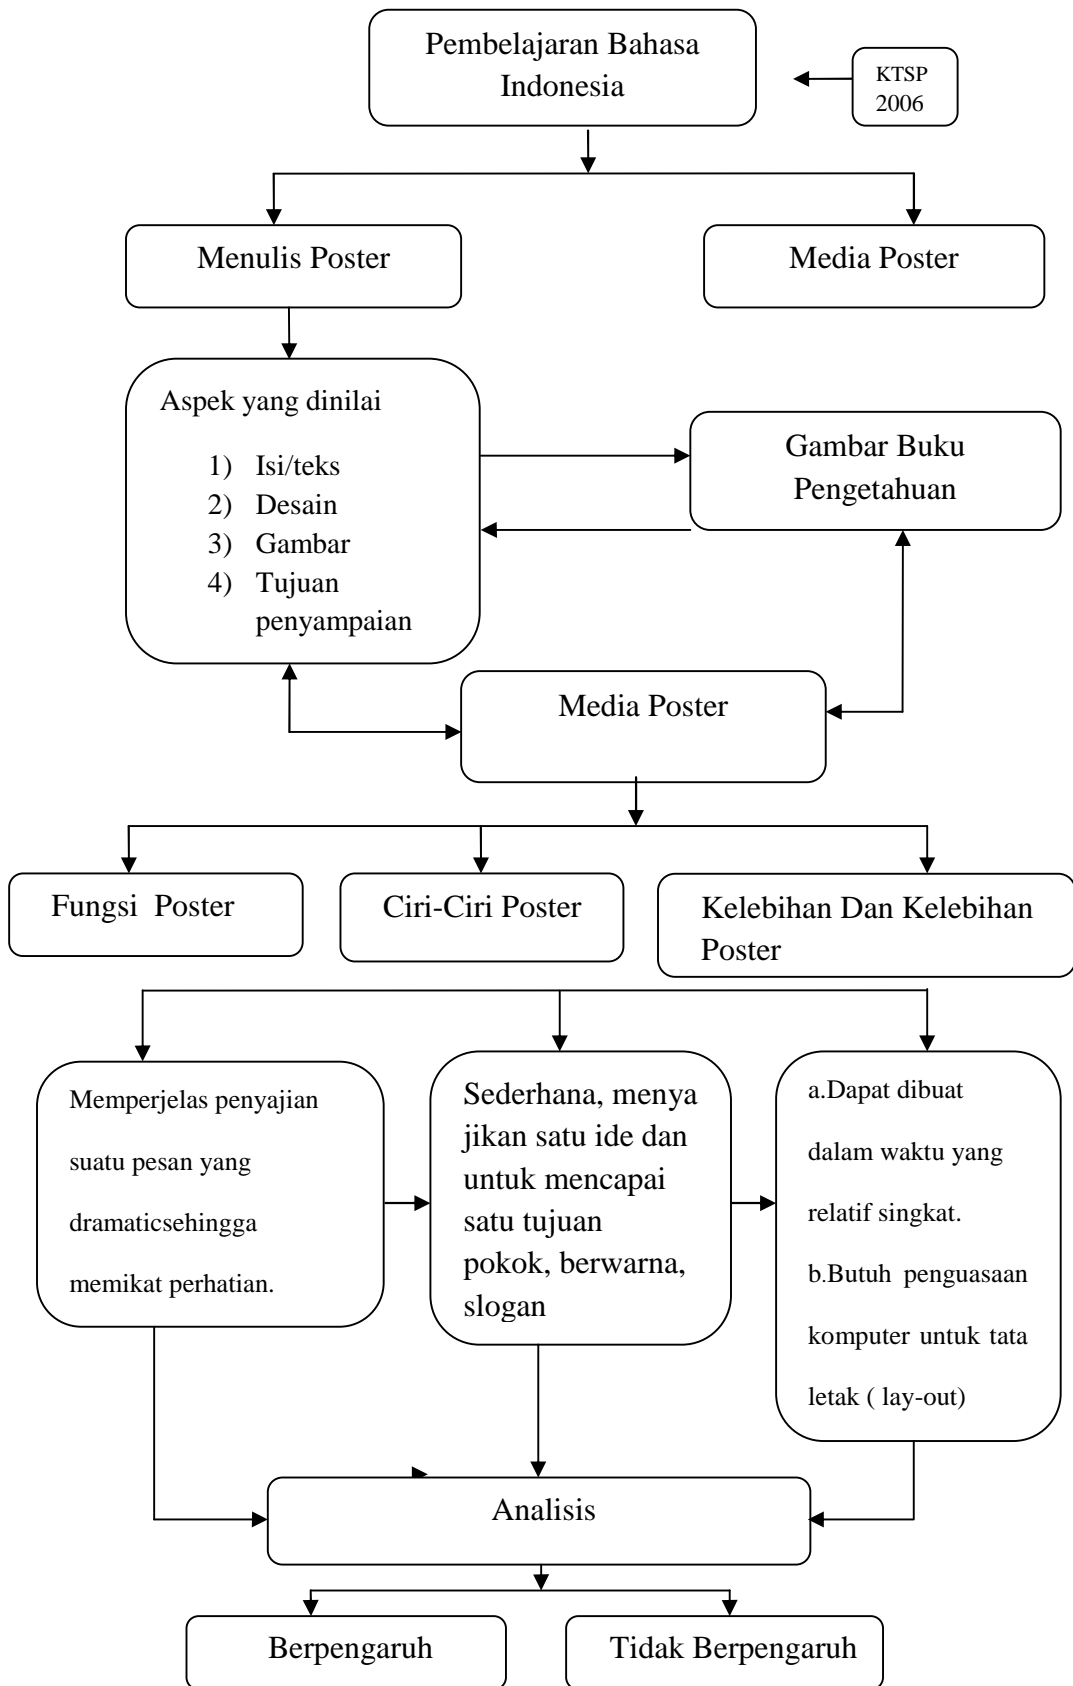 Pembelajaran Bahasa
Indonesia
KTSP
2006
Menulis Poster
Media Poster
Aspek yang dinilai
1) Isi/teks
2) Desain
3) Gambar
4) Tujuan
penyampaian
Gambar Buku
Pengetahuan
Media Poster
Fungsi Poster
Ciri-Ciri Poster
Kelebihan Dan Kelebihan
Poster
Memperjelas penyajian
suatu pesan yang
dramaticsehingga
memikat perhatian.
Sederhana, menya
jikan satu ide dan
untuk mencapai
satu tujuan
pokok, berwarna,
slogan
a.Dapat dibuat
dalam waktu yang
relatif singkat.
b.Butuh penguasaan
komputer untuk tata
letak ( lay-out)
Analisis
Berpengaruh
Tidak Berpengaruh